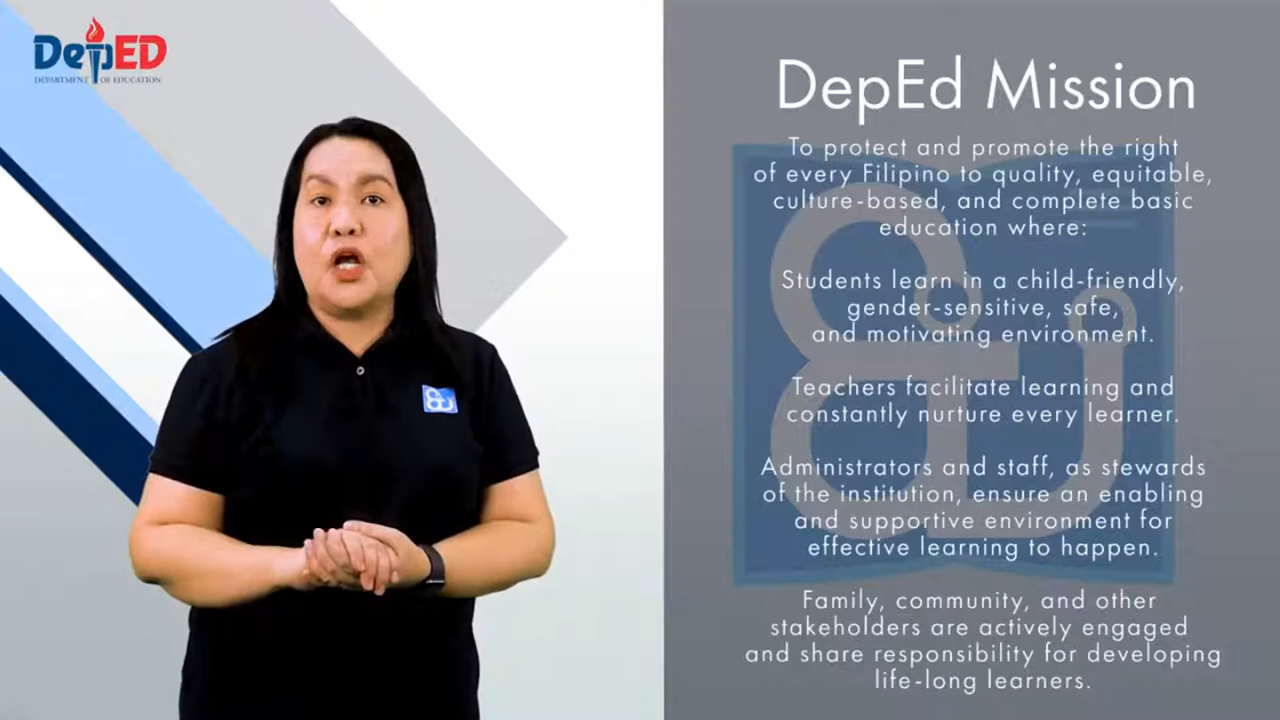 DepED
DEPARTMENT OF EDUCATION
DepEd Mission
To protect and promote the right
of every Filipino to quality, equitable,
culture-based, and complete basic
education where:
Students learn in a child-friendly,
gender-sensitive, safe,
and motivating environment.
Teachers facilitate learning and
constantly nurture every learner.
Administrators and staff, as stewards
of the institution, ensure an enabling
and supportive environment for
effective learning to happen.
Family, community, and other
stakeholders are actively engaged
and share responsibility for developing
life-long learners.